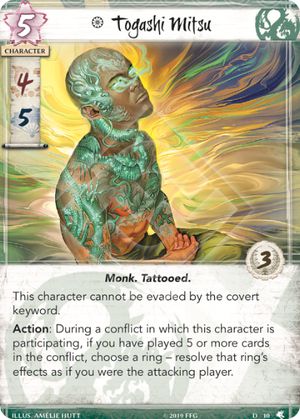 5
Togashi Mitsu
CHARACTER
4
5
3
Monk. Tattooed.
This character cannot be evaded by the covert
keyword.
Action: During a conflict in which this character is
participating, if you have played 5 or more cards
in the conflict, choose a ring – resolve that ring's
effects as if you were the attacking player.
ILLUS. AMÉLIE HUTT
©2019 FFG
D 10